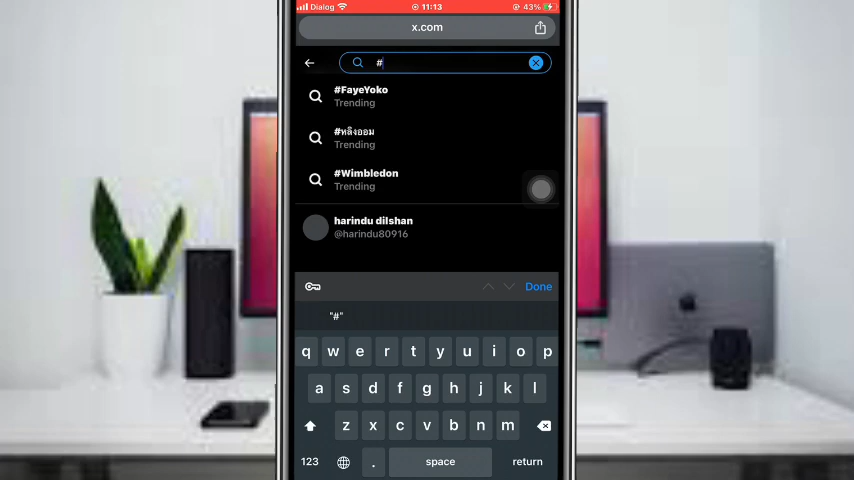 Dialog 11:13 43%
x.com
#
#FayeYoko
Trending
#หลิงออม
Trending
#Wimbledon
Trending
harindu dilshan
@harindu80916
Done
"#"
q w e r t y u i o p
a s d f g h j k l
z x c v b n m
123 . space return